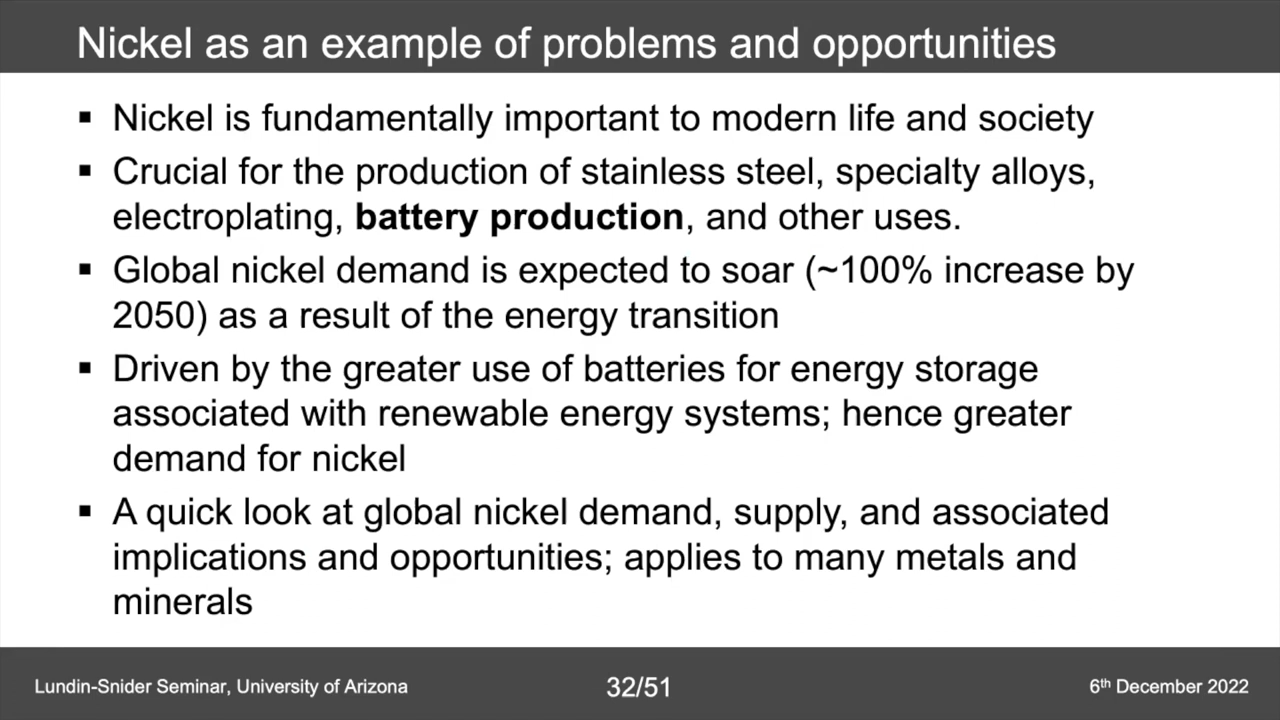 Nickel as an example of problems and opportunities
▪ Nickel is fundamentally important to modern life and society
▪ Crucial for the production of stainless steel, specialty alloys,
electroplating, battery production, and other uses.
▪ Global nickel demand is expected to soar (~100% increase by
2050) as a result of the energy transition
▪ Driven by the greater use of batteries for energy storage
associated with renewable energy systems; hence greater
demand for nickel
▪ A quick look at global nickel demand, supply, and associated
implications and opportunities; applies to many metals and
minerals
Lundin-Snider Seminar, University of Arizona
32/51
6th December 2022